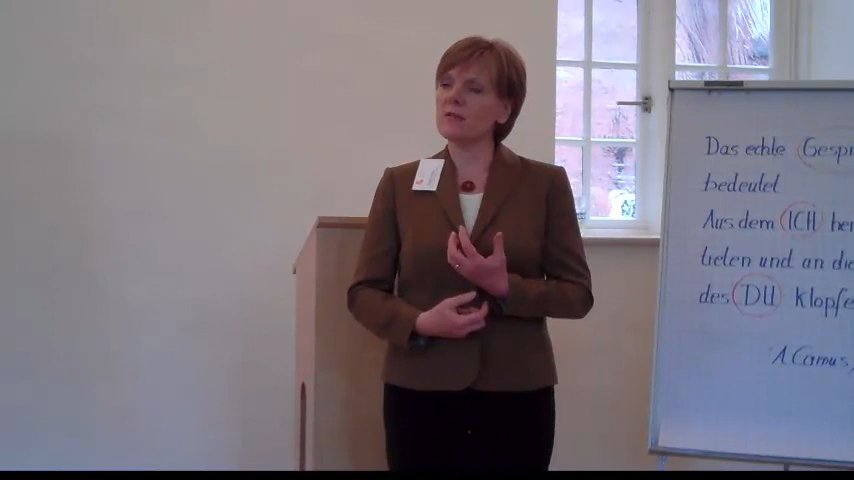 Das echte Gespr
bedeutet
Aus dem ICH her
treten und an die
des DU klopfe
A. Camus,